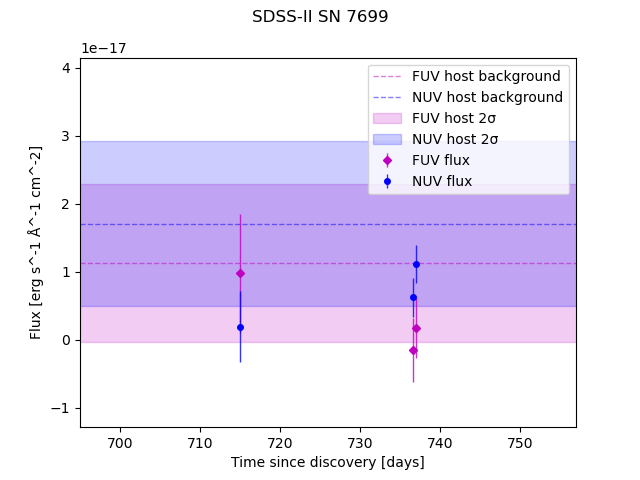 SDSS-II SN 7699
1e−17
FUV host background
NUV host background
FUV host 2σ
NUV host 2σ
FUV flux
NUV flux
4
3
2
1
0
−1
Flux [erg s^-1 Å^-1 cm^-2]
700 710 720 730 740 750
Time since discovery [days]